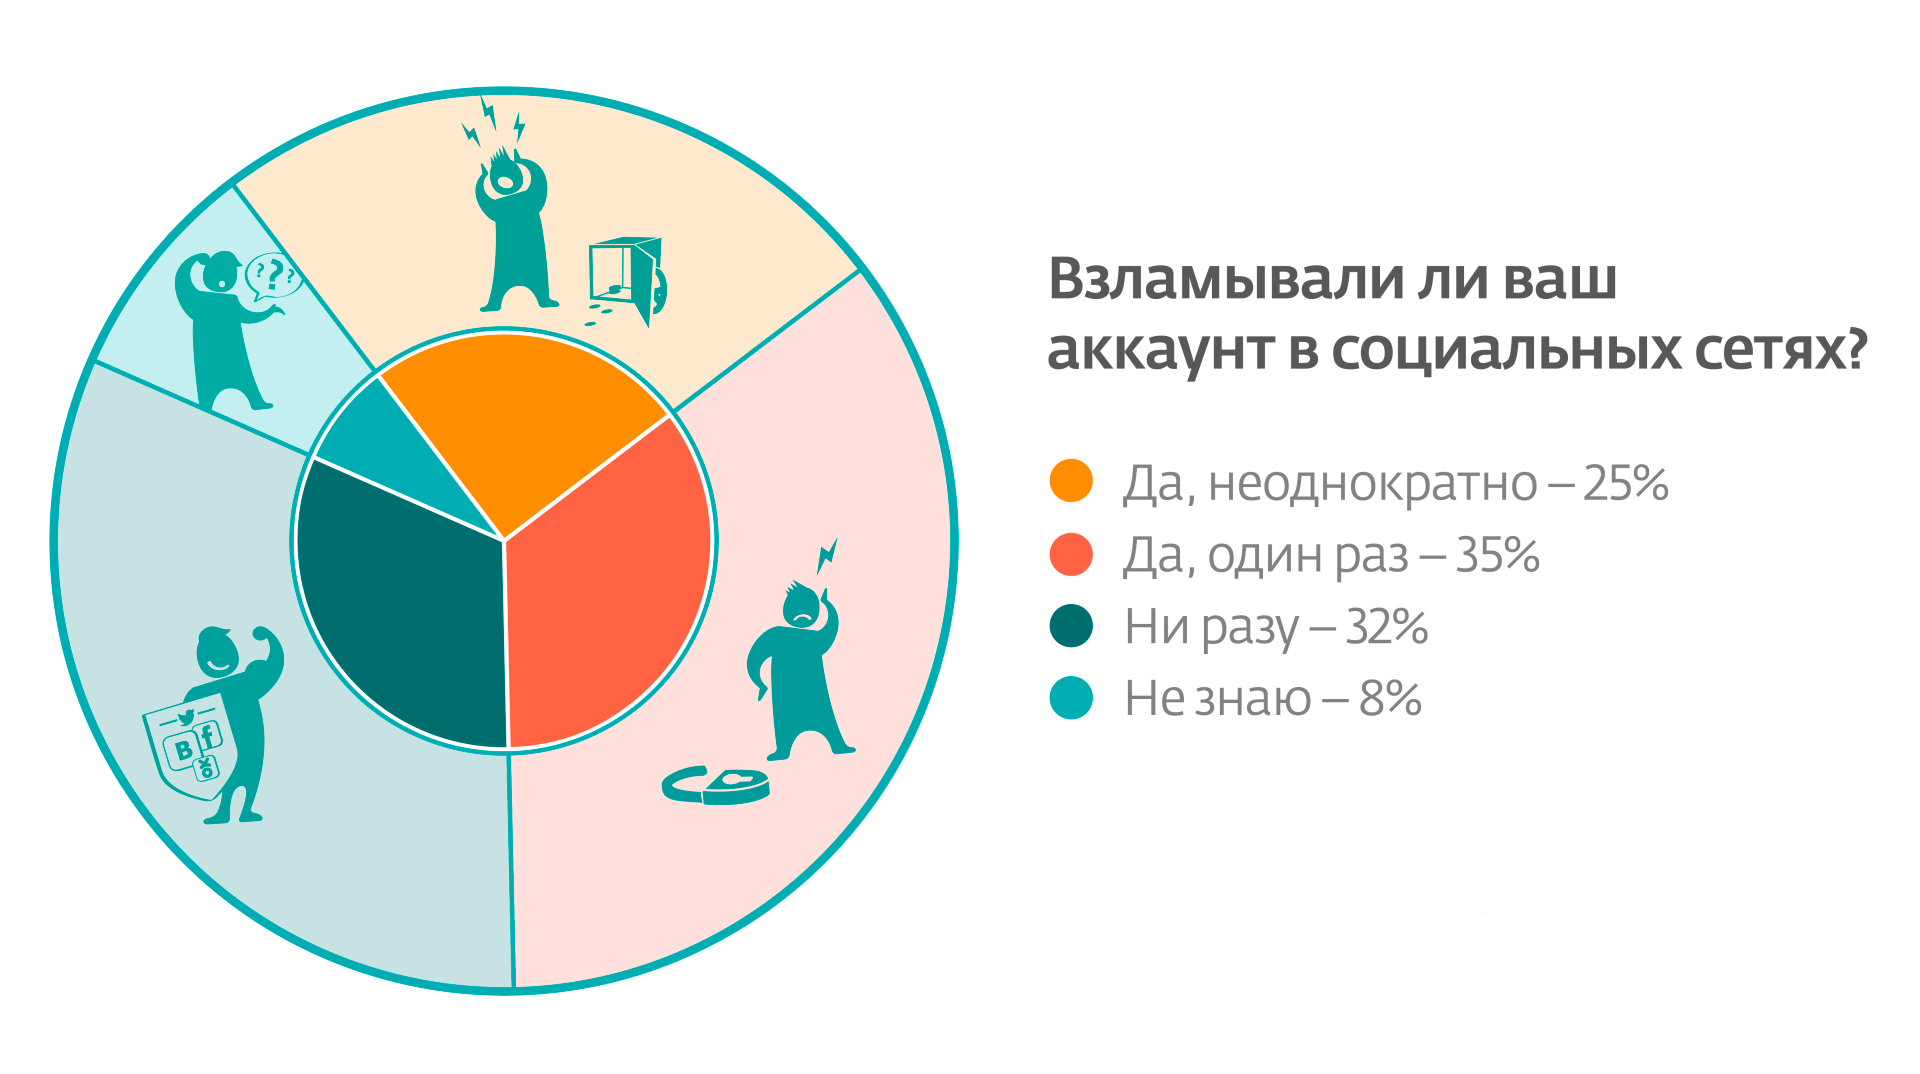 Взламывали ли ваш
аккаунт в социальных сетях?
Да, неоднократно – 25%
Да, один раз – 35%
Ни разу – 32%
Не знаю – 8%
? ? ?
B f